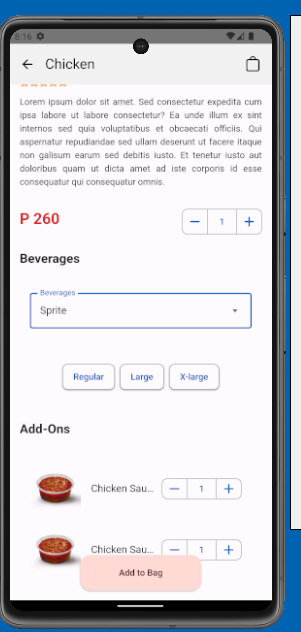 8:16
Chicken
Lorem ipsum dolor sit amet. Sed consectetur expedita cum
ipsa labore ut labore consectetur? Ea unde illum ex sint
internos sed quia voluptatibus et obcaecati officiis. Qui
aspernatur repudiandae sed ullam deserunt ut facere itaque
non galisum earum sed debitis iusto. Et tenetur iusto aut
doloribus quam ut dicta amet ad iste corporis id esse
consequatur qui consequatur omnis.
P 260
1
Beverages
Beverages
Sprite
Regular Large X-large
Add-Ons
Chicken Sau... 1
Chicken Sau... 1
Add to Bag